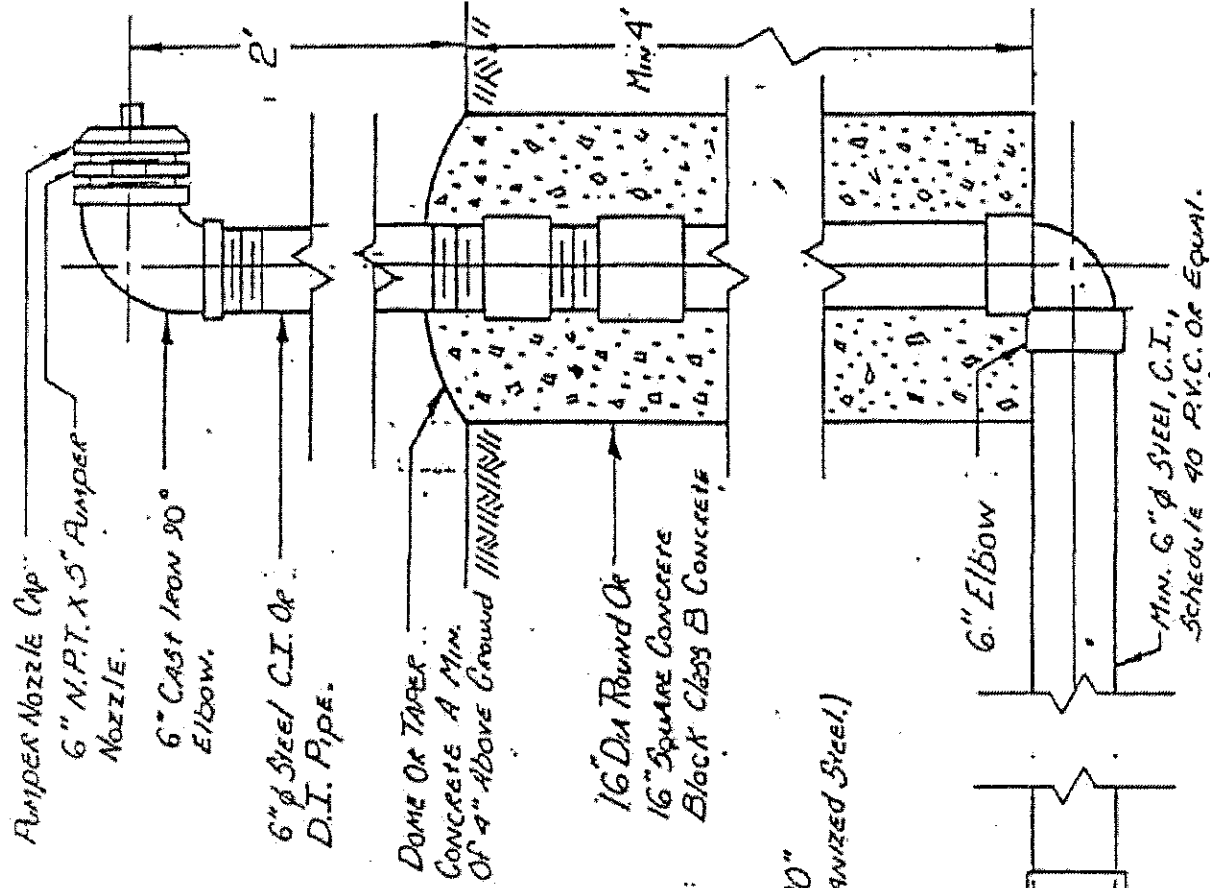 Pumper Nozzle Cap
6" N.P.T. X 5" Pumper
Nozzle.
6" Cast Iron 90°
Elbow.
6" ø Steel C.I. Or
D.I. Pipe.
Dome Or Taper
Concrete A Min.
Of 4" Above Ground
16" Dia Round Or
16" Square Concrete
Block Class B Concrete
6" Elbow
Min. 6" ø Steel, C.I.,
Schedule 40 P.V.C. Or Equal.
2'
Min 4'
0"
anized Steel)